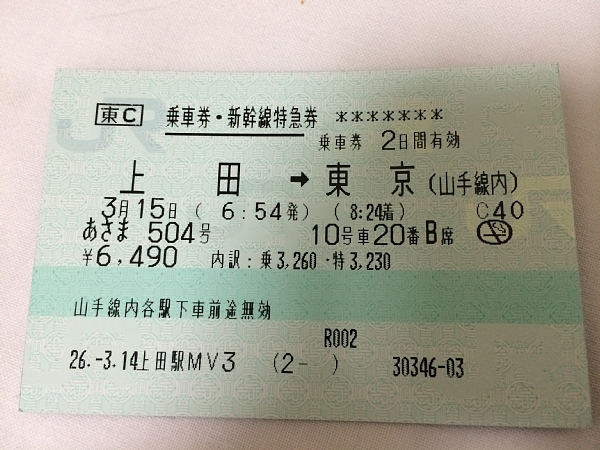 東C 乗車券・新幹線特急券 *******
乗車券 2日間有効
上田 → 東京(山手線内)
3月15日 ( 6:54発) ( 8:24着) C40
あさま 504号 10号車20番B席
¥6,490 内訳:乗3,260・特3,230
山手線内各駅下車前途無効
R002
26.-3.14上田駅MV3 (2- ) 30346-03